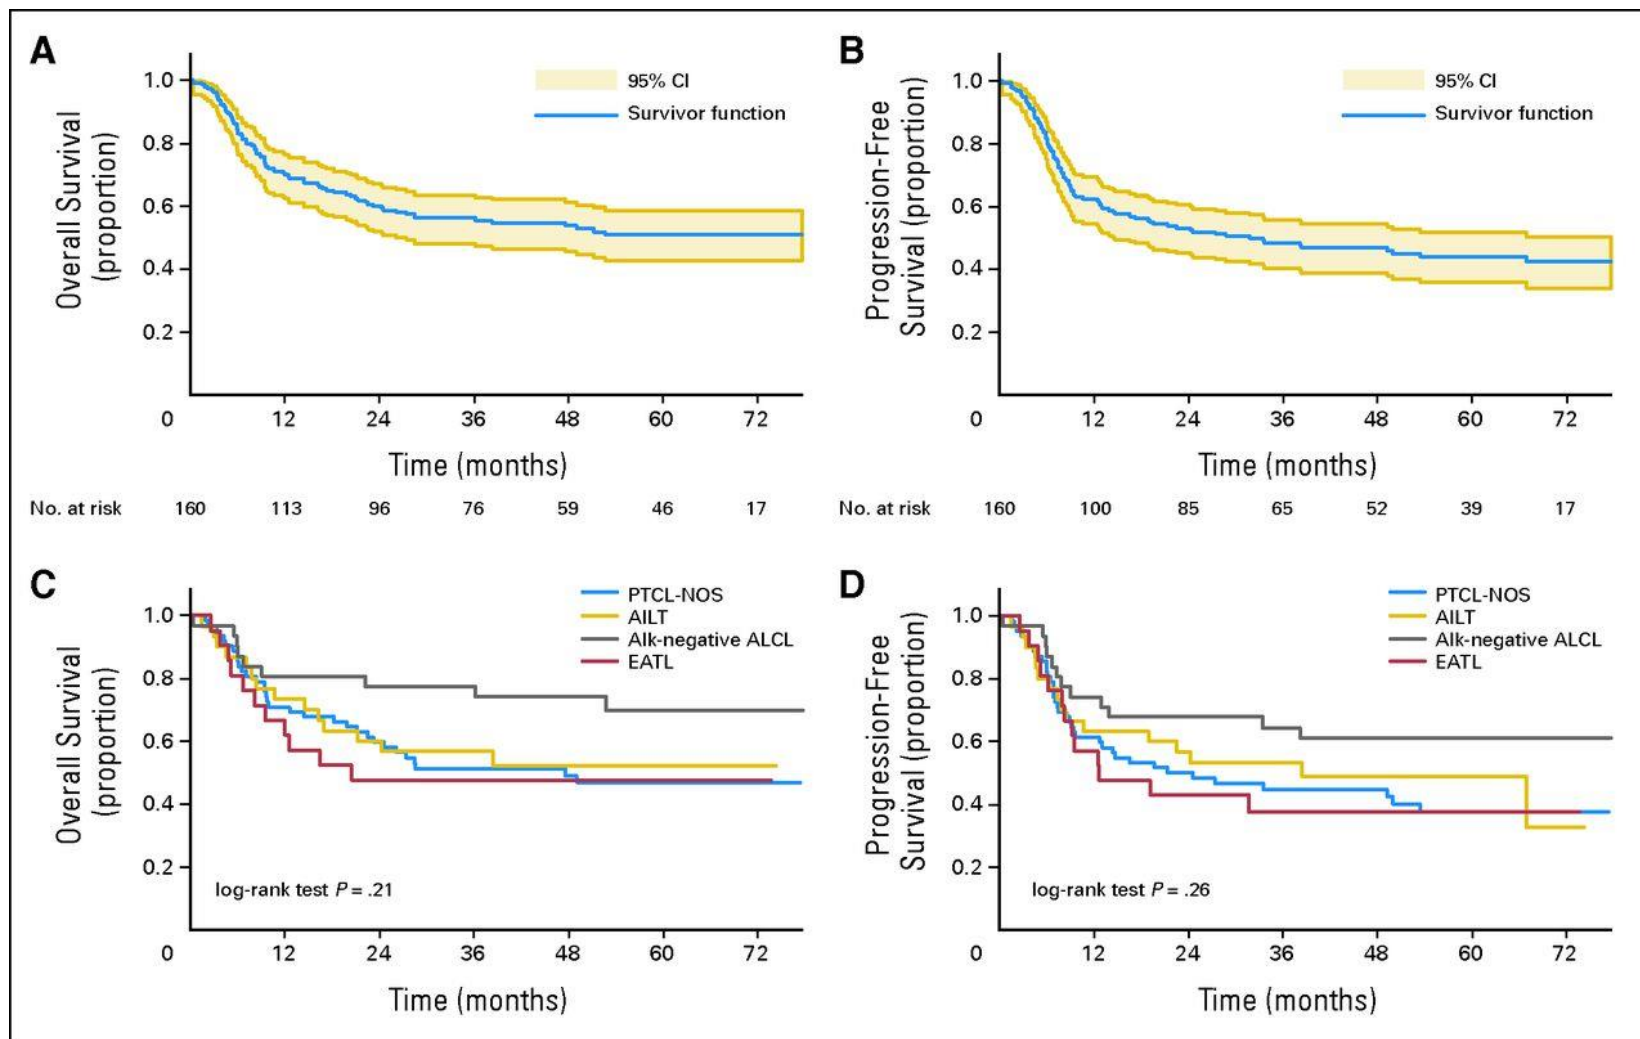 A
1.0
0.8
0.6
0.4
0.2
Overall Survival
(proportion)
95% CI
Survivor function
0 12 24 36 48 60 72
Time (months)
No. at risk 160 113 96 76 59 46 17
B
1.0
0.8
0.6
0.4
0.2
Progression-Free
Survival (proportion)
95% CI
Survivor function
0 12 24 36 48 60 72
Time (months)
No. at risk 160 100 85 65 52 39 17
C
1.0
0.8
0.6
0.4
0.2
Overall Survival
(proportion)
PTCL-NOS
AILT
Alk-negative ALCL
EATL
log-rank test P = .21
0 12 24 36 48 60 72
Time (months)
D
1.0
0.8
0.6
0.4
0.2
Progression-Free
Survival (proportion)
PTCL-NOS
AILT
Alk-negative ALCL
EATL
log-rank test P = .26
0 12 24 36 48 60 72
Time (months)